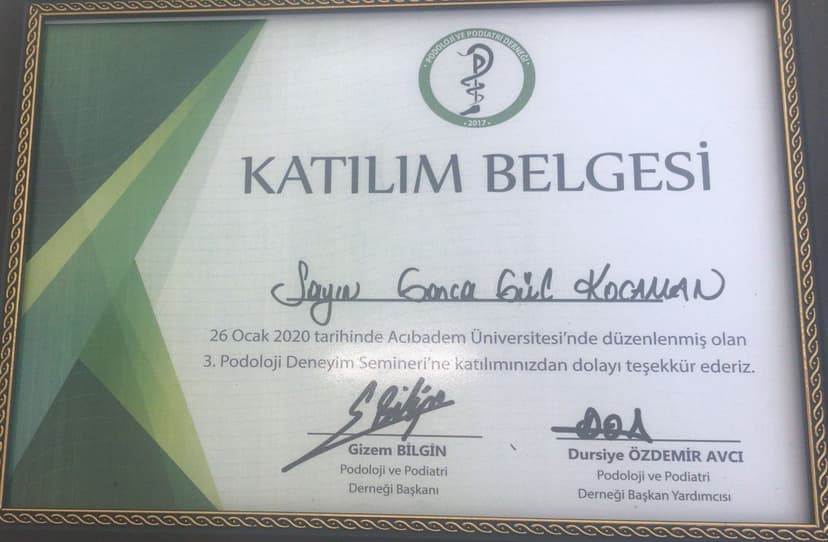 • PODOLOJİ VE PODİATRİ DERNEĞİ •
• 2017 •
KATILIM BELGESİ
Sayın Gonca Gül KOCAMAN
26 Ocak 2020 tarihinde Acıbadem Üniversitesi'nde düzenlenmiş olan
3. Podoloji Deneyim Semineri'ne katılımınızdan dolayı teşekkür ederiz.
Gizem BİLGİN
Podoloji ve Podiatri
Derneği Başkanı
Dursiye ÖZDEMİR AVCI
Podoloji ve Podiatri
Derneği Başkan Yardımcısı